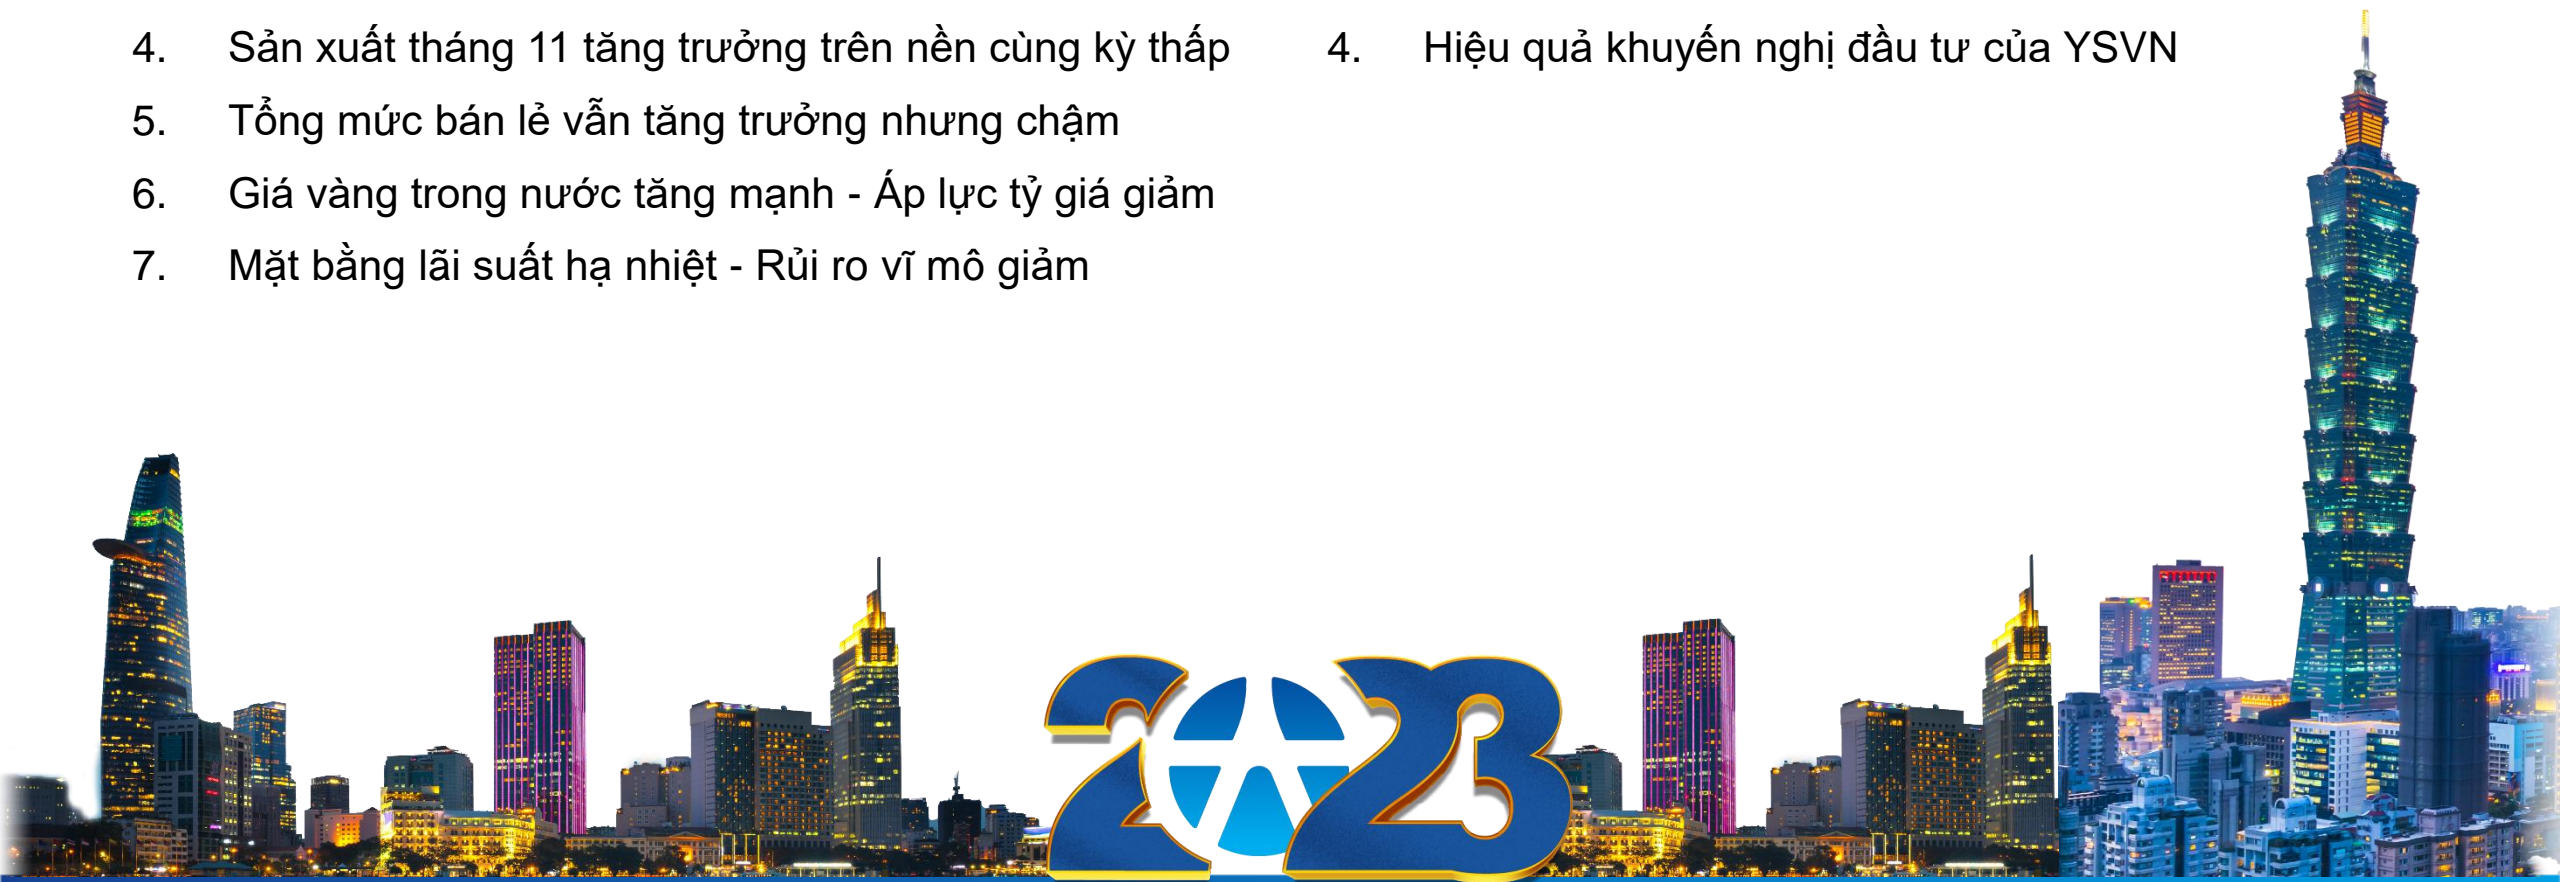 4. Sản xuất tháng 11 tăng trưởng trên nền cùng kỳ thấp
5. Tổng mức bán lẻ vẫn tăng trưởng nhưng chậm
6. Giá vàng trong nước tăng mạnh - Áp lực tỷ giá giảm
7. Mặt bằng lãi suất hạ nhiệt - Rủi ro vĩ mô giảm
4. Hiệu quả khuyến nghị đầu tư của YSVN
2023